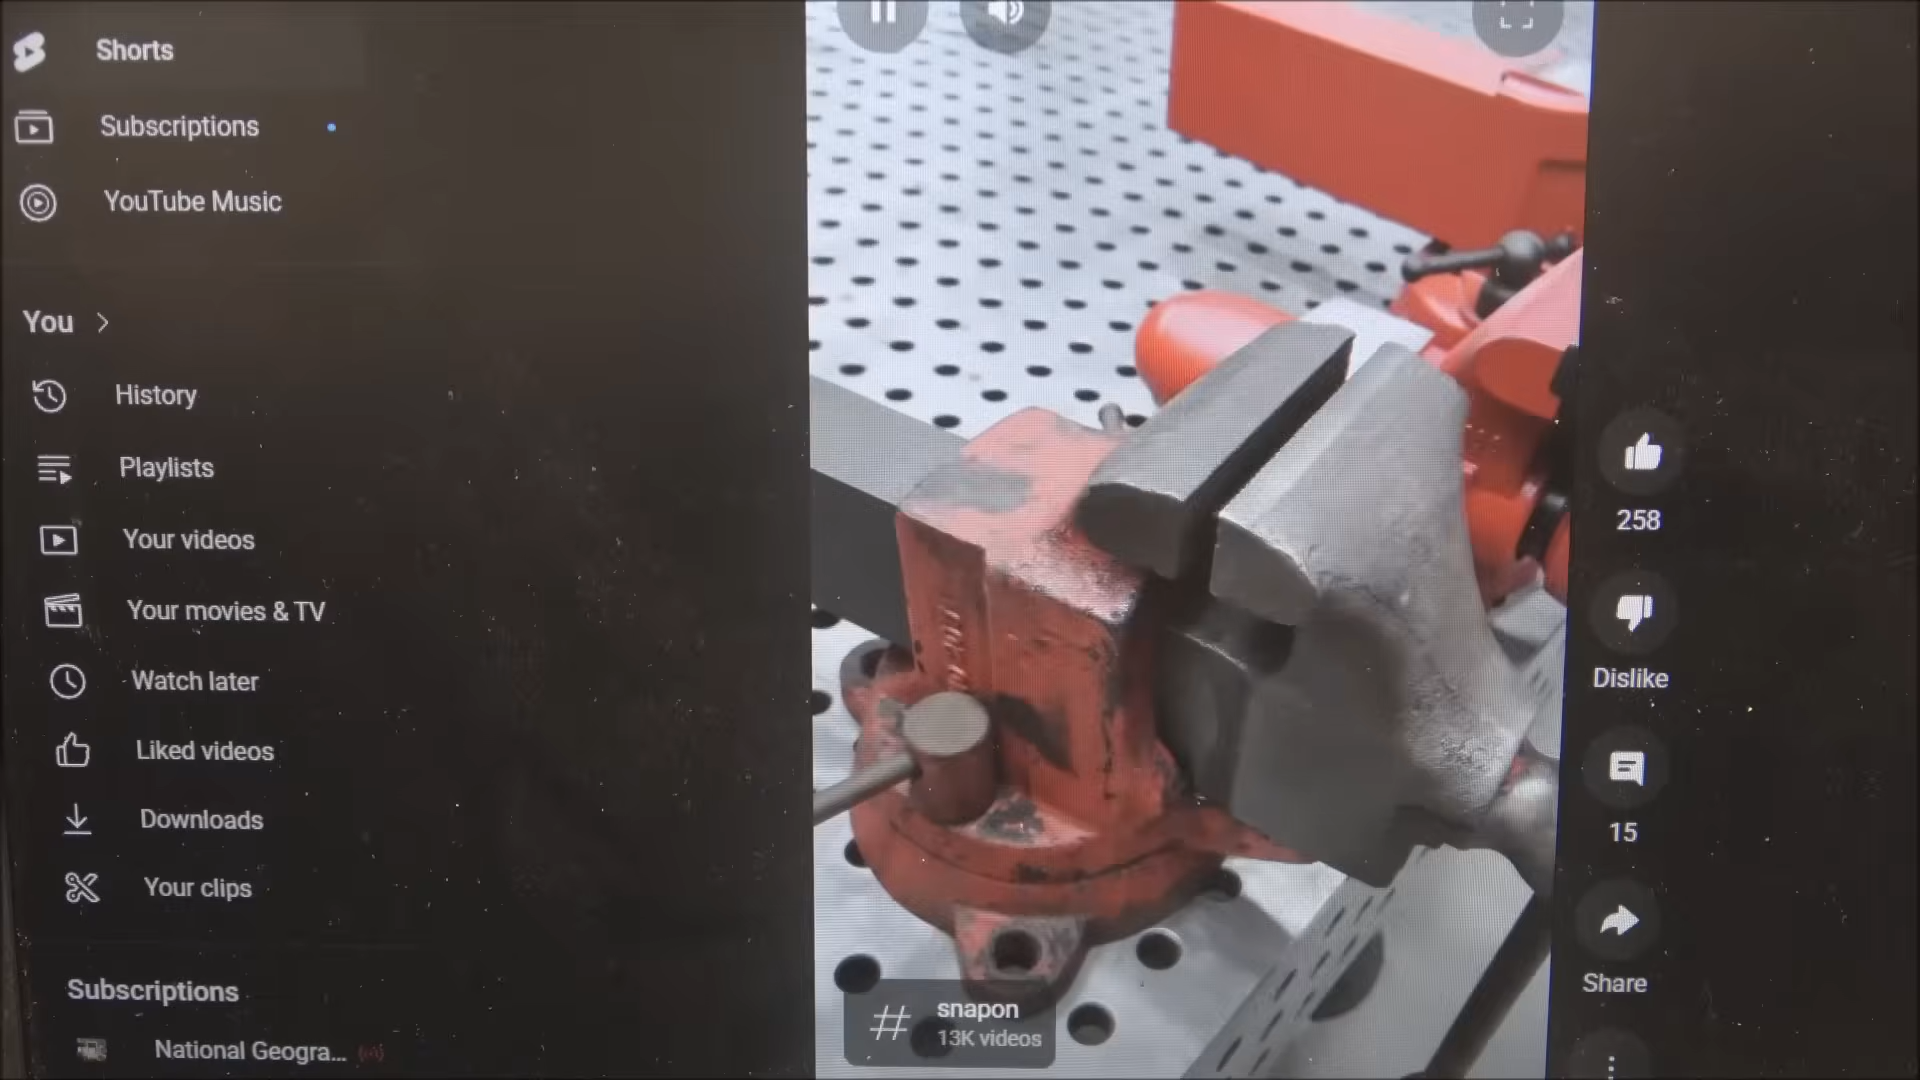 Shorts
Subscriptions
YouTube Music
You
History
Playlists
Your videos
Your movies & TV
Watch later
Liked videos
Downloads
Your clips
Subscriptions
National Geogra...
snapon
13K videos
258
Dislike
15
Share